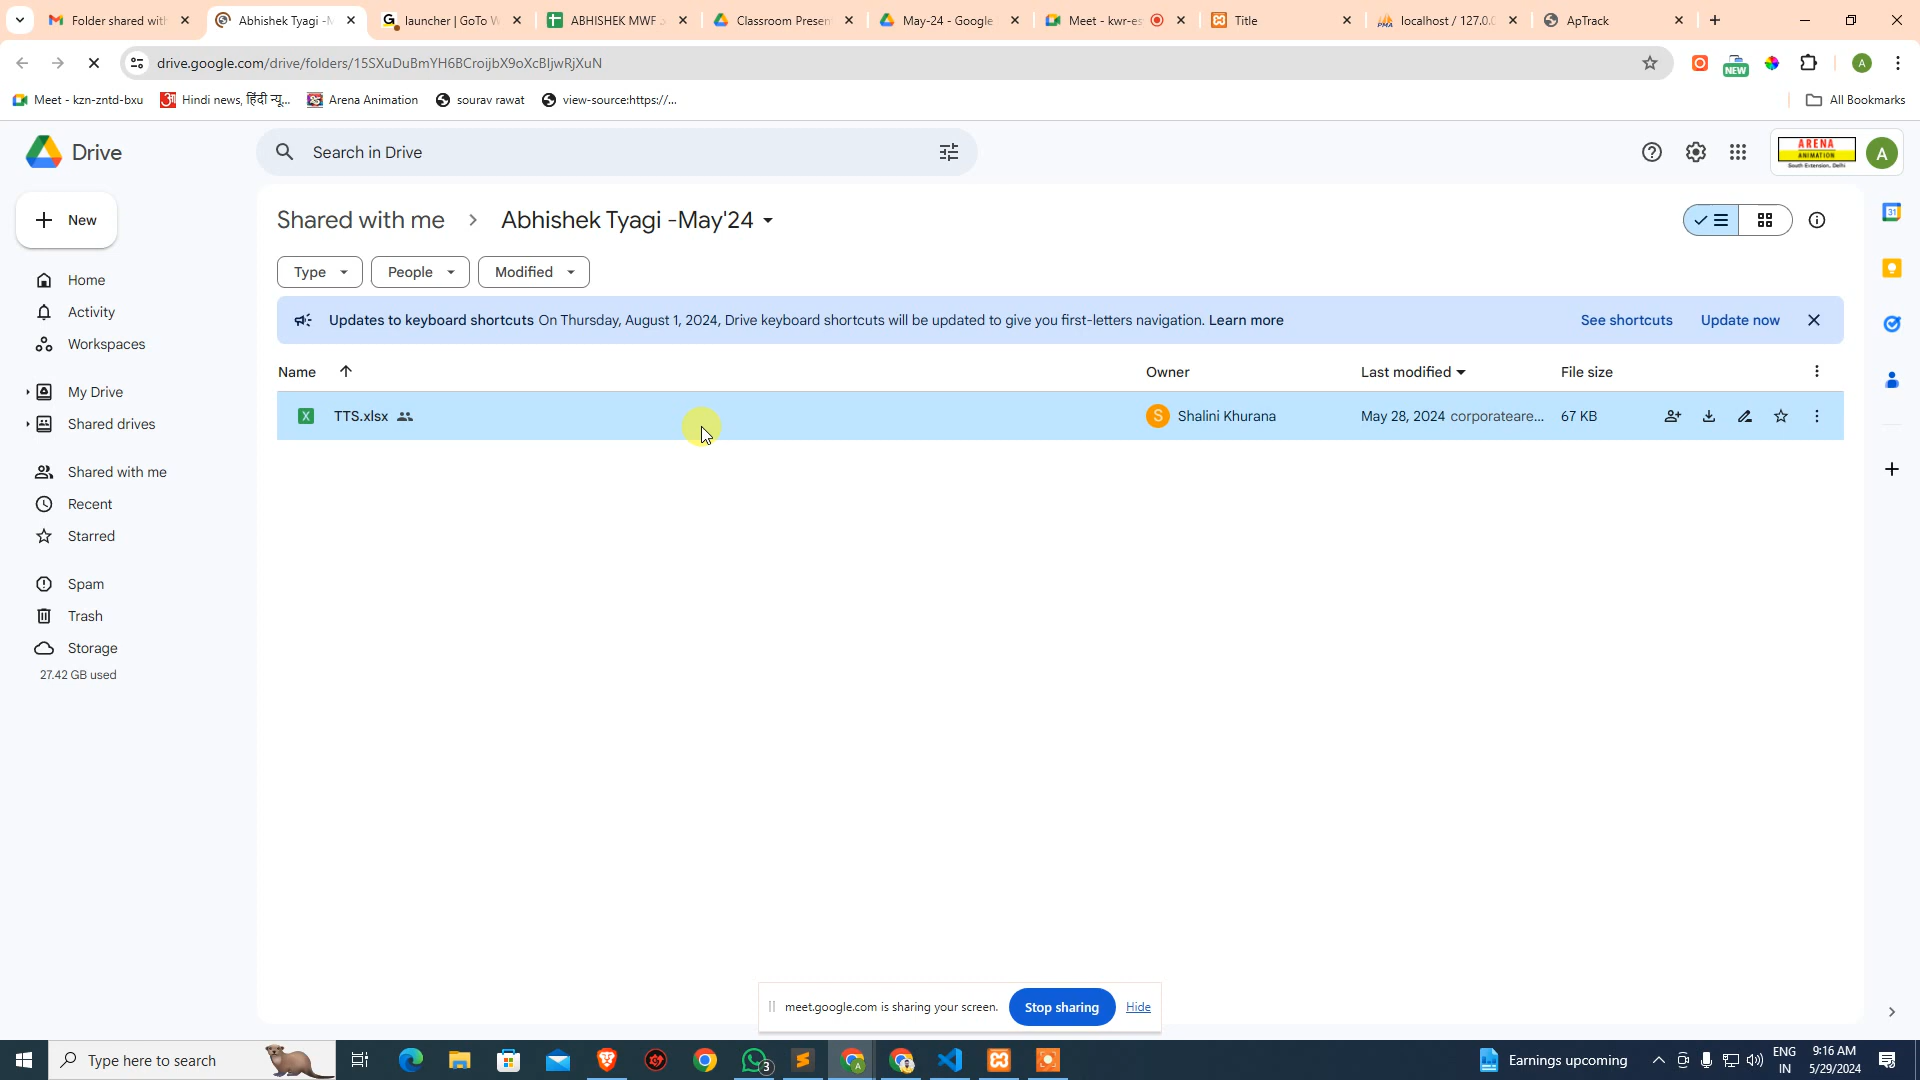 Folder shared with
Abhishek Tyagi -M
launcher | GoTo W
ABHISHEK MWF
Classroom Presen
May-24 - Google
Meet - kwr-es
Title
localhost / 127.0.0
ApTrack
drive.google.com/drive/folders/15SXuDuBmYH6BCroijbX9oXcBljwRjXuN
NEW
A
Meet - kzn-zntd-bxu
Hindi news, हिंदी न्यू...
Arena Animation
sourav rawat
view-source:https://...
All Bookmarks
Drive
Search in Drive
ARENA
ANIMATION
South Extension, Delhi
A
New
Shared with me > Abhishek Tyagi -May'24
Type
People
Modified
Home
Activity
Workspaces
My Drive
Shared drives
Shared with me
Recent
Starred
Spam
Trash
Storage
27.42 GB used
Updates to keyboard shortcuts On Thursday, August 1, 2024, Drive keyboard shortcuts will be updated to give you first-letters navigation. Learn more
See shortcuts
Update now
Name
Owner
Last modified
File size
TTS.xlsx
S
Shalini Khurana
May 28, 2024 corporateare...
67 KB
31
meet.google.com is sharing your screen.
Stop sharing
Hide
Type here to search
3
Earnings upcoming
ENG
IN
9:16 AM
5/29/2024